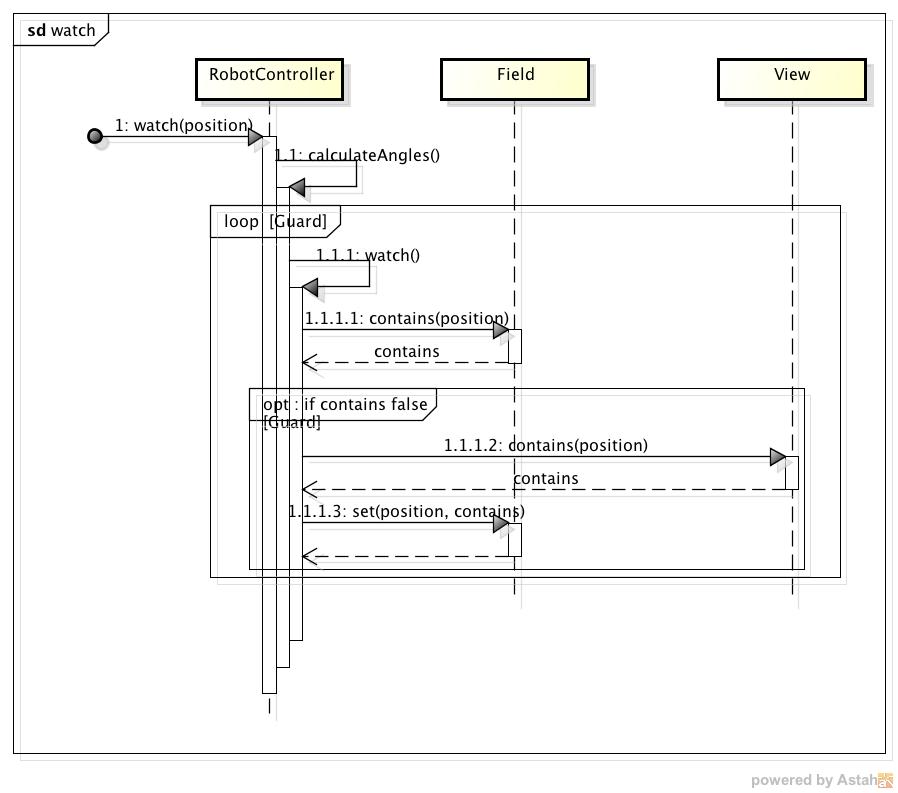 sd watch
RobotController
Field
View
1: watch(position)
1.1: calculateAngles()
loop [Guard]
1.1.1: watch()
1.1.1.1: contains(position)
contains
opt : if contains false
[Guard]
1.1.1.2: contains(position)
contains
1.1.1.3: set(position, contains)
powered by Astah